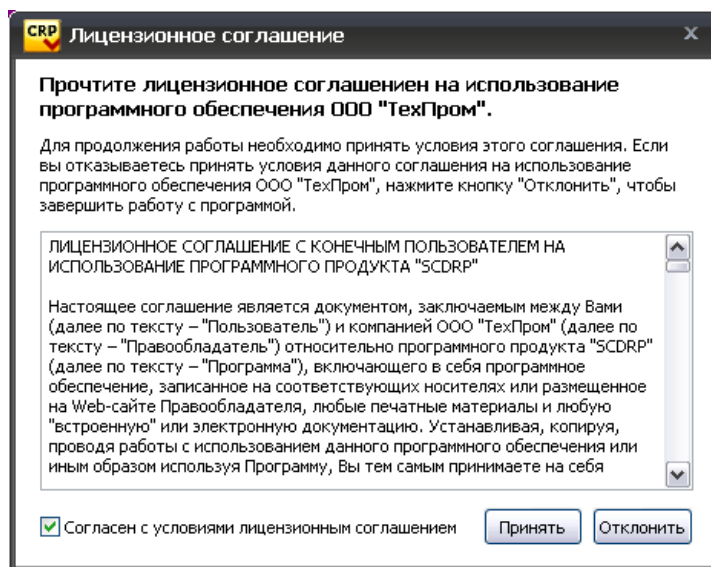 CRP Лицензионное соглашение
Прочтите лицензионное соглашениен на использование
программного обеспечения ООО "ТехПром".
Для продолжения работы необходимо принять условия этого соглашения. Если
вы отказываетесь принять условия данного соглашения на использование
программного обеспечения ООО "ТехПром", нажмите кнопку "Отклонить", чтобы
завершить работу с программой.
ЛИЦЕНЗИОННОЕ СОГЛАШЕНИЕ С КОНЕЧНЫМ ПОЛЬЗОВАТЕЛЕМ НА
ИСПОЛЬЗОВАНИЕ ПРОГРАММНОГО ПРОДУКТА "SCDRP"
Настоящее соглашение является документом, заключаемым между Вами
(далее по тексту – "Пользователь") и компанией ООО "ТехПром" (далее по
тексту – "Правообладатель") относительно программного продукта "SCDRP"
(далее по тексту – "Программа"), включающего в себя программное
обеспечение, записанное на соответствующих носителях или размещенное
на Web-сайте Правообладателя, любые печатные материалы и любую
"встроенную" или электронную документацию. Устанавливая, копируя,
проводя работы с использованием данного программного обеспечения или
иным образом используя Программу, Вы тем самым принимаете на себя
Согласен с условиями лицензионным соглашением Принять Отклонить